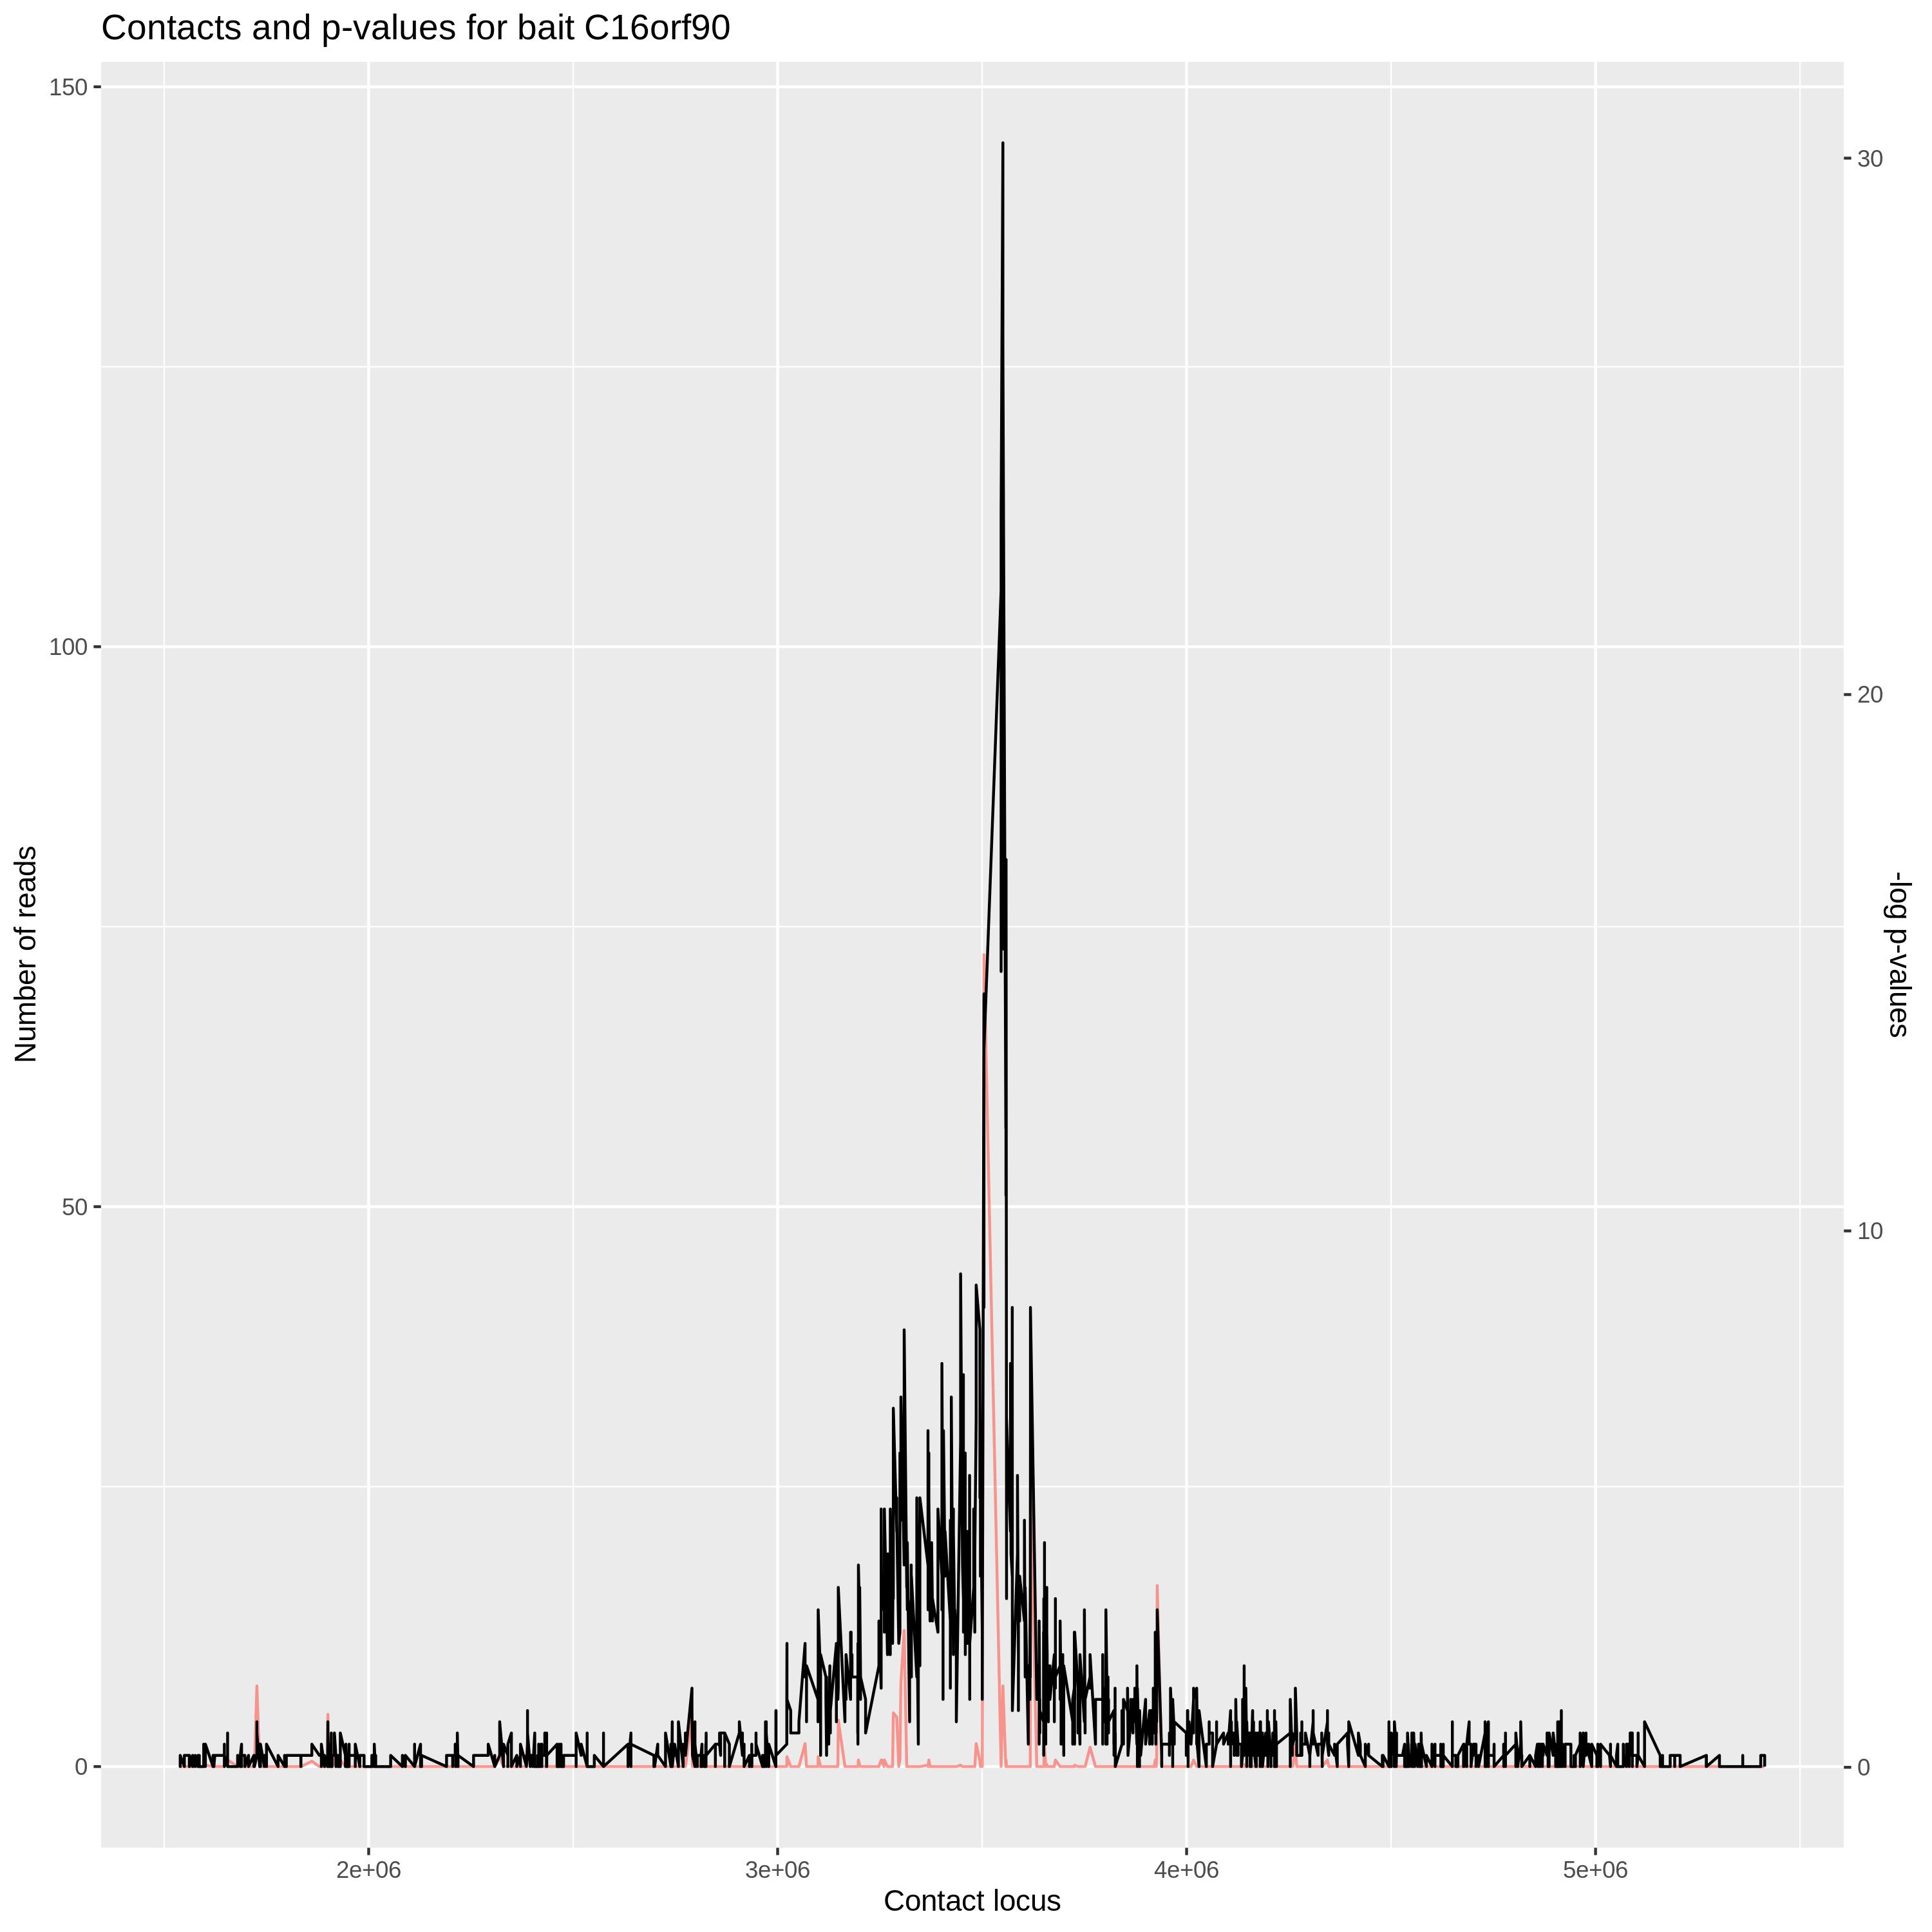 Contacts and p-values for bait C16orf90
150
100
50
0
Number of reads
30
20
10
0
-log p-values
2e+06
3e+06
4e+06
5e+06
Contact locus